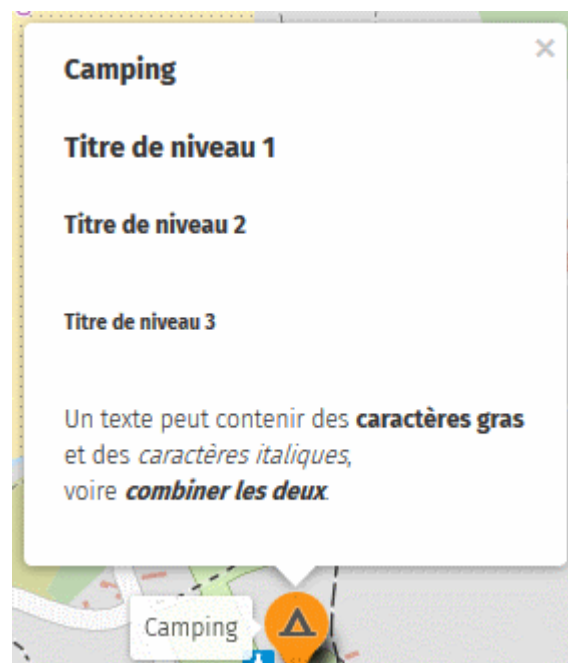 Camping
Titre de niveau 1
Titre de niveau 2
Titre de niveau 3
Un texte peut contenir des caractères gras
et des caractères italiques,
voire combiner les deux.
Camping